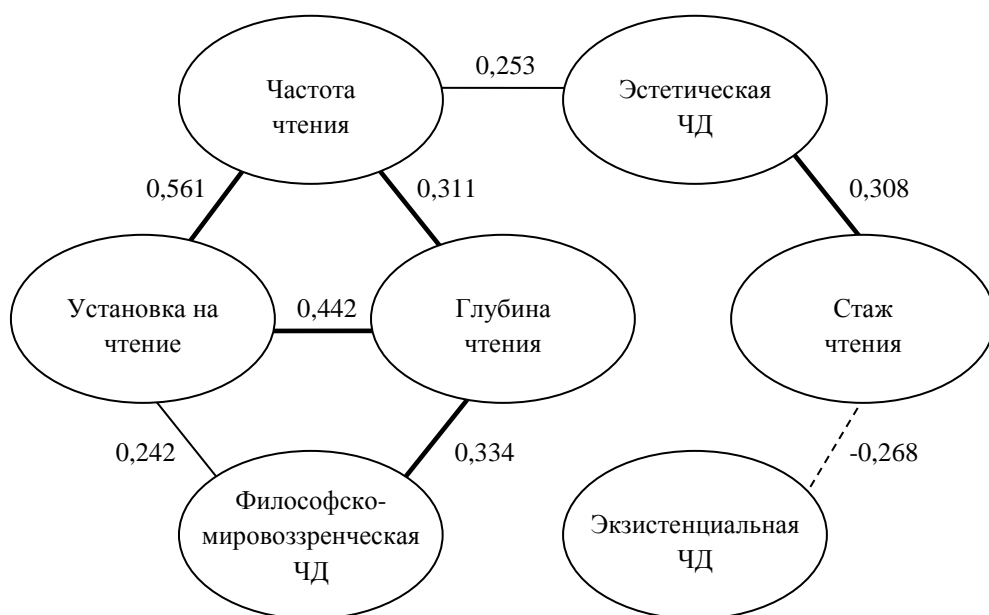 0,253
Частота
чтения
Эстетическая
ЧД
0,561
0,311
0,308
Установка на
чтение
0,442
Глубина
чтения
Стаж
чтения
0,242
0,334
-0,268
Философско-
мировоззренческая
ЧД
Экзистенциальная
ЧД